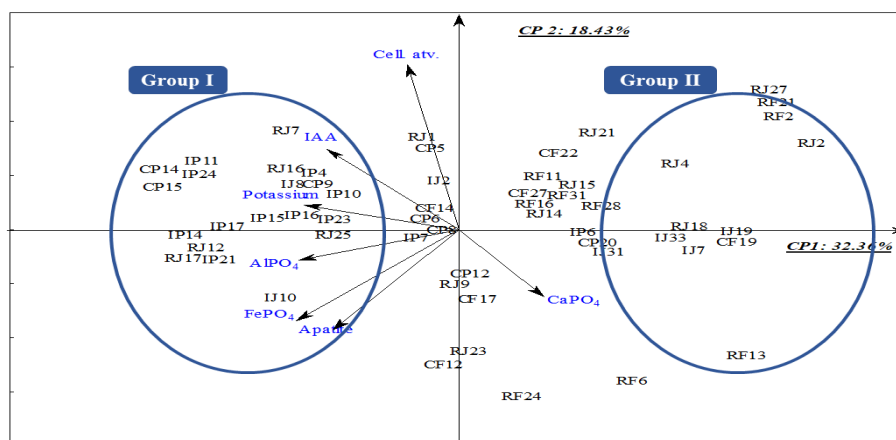 CP 2: 18.43%
Cell. atv.
Group I
Group II
RJ27
RF21
RF2
RJ7
RJ1
RJ21
RJ2
IAA
CP5
CF22
IP11
RJ4
CP14
RJ16
IP4
IP24
RF11
CP15
IJ8
CP9
IJ2
RJ15
Potassium
IP10
CF27
RF31
RF16
RF28
CF14
RJ14
IP15
IP16
IP23
CP6
IP17
RJ18
CP8
IP14
RJ25
IP7
IP6
IJ33
IJ19
CP20
CF19
RJ12
IJ31
IJ7
CP1: 32.36%
RJ17
IP21
AlPO4
CP12
RJ9
IJ10
CF17
CaPO4
FePO4
Apatite
RJ23
RF13
CF12
RF6
RF24